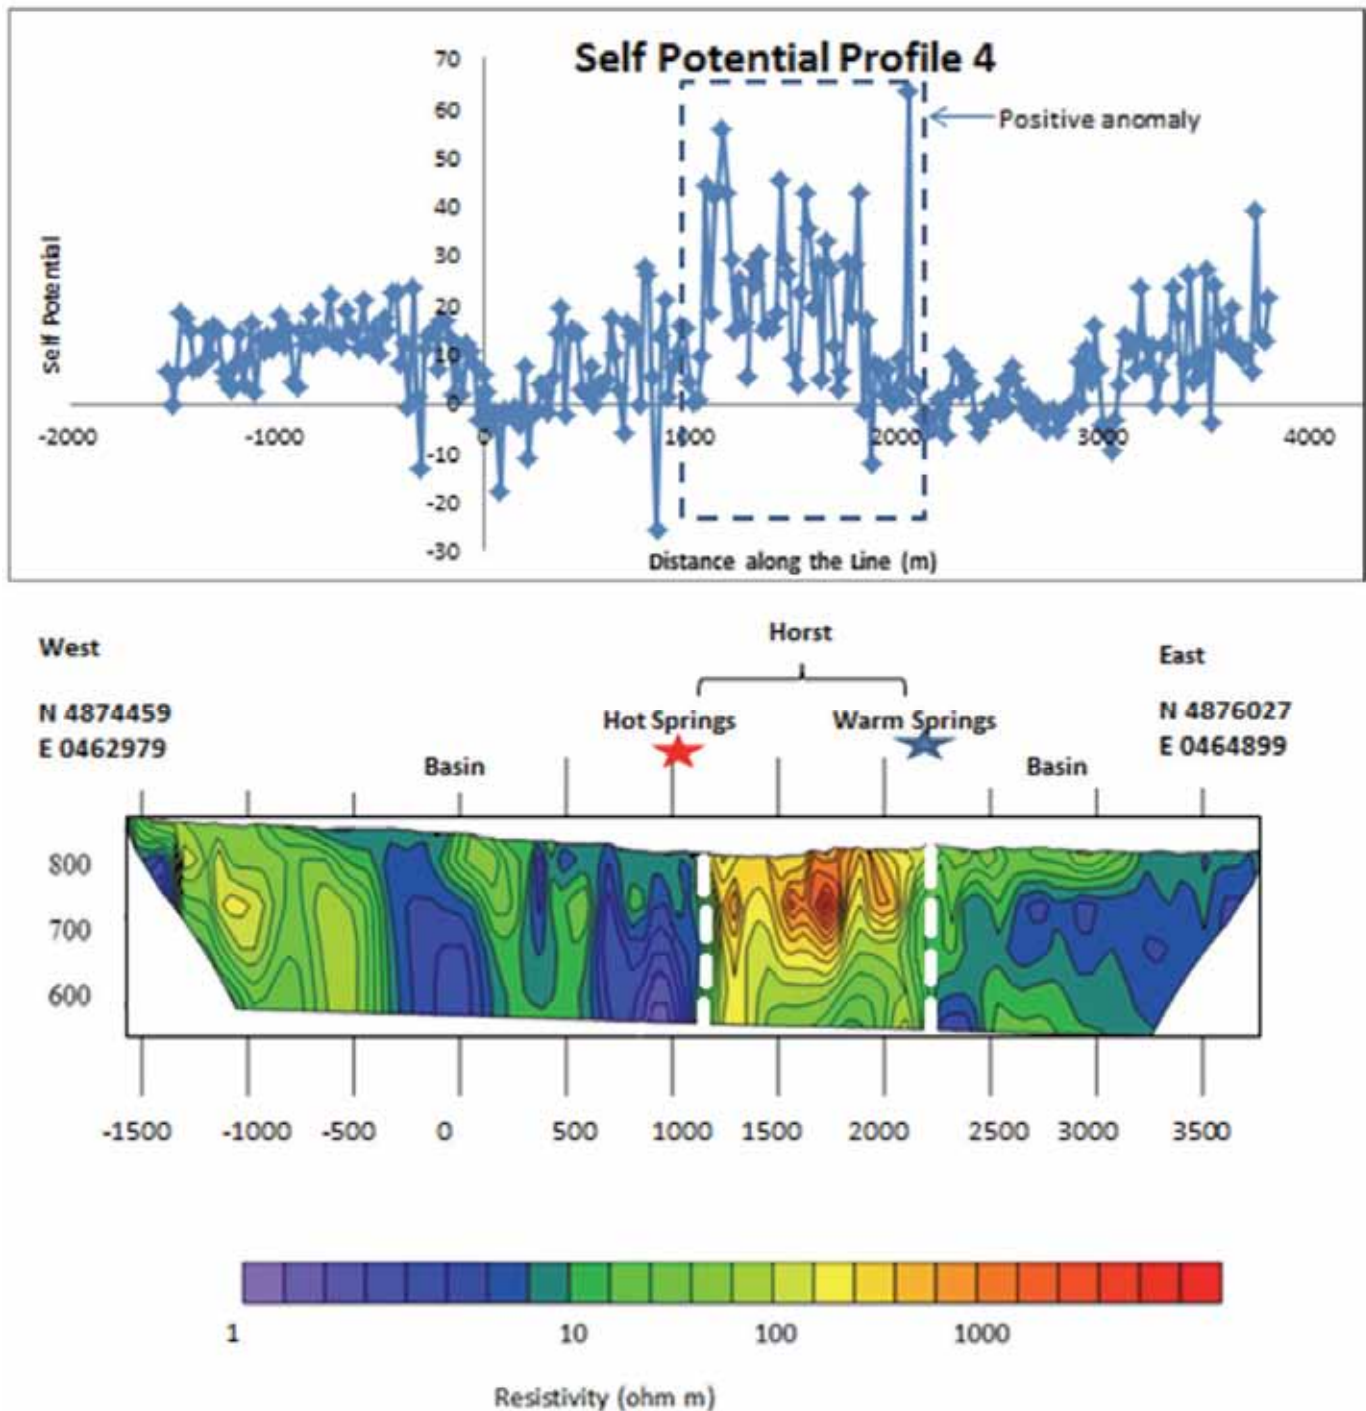 Self Potential Profile 4
70
60
Positive anomaly
50
40
30
20
10
0
-2000 -1000 0 1000 2000 3000 4000
-10
-20
-30
Self Potential
Distance along the Line (m)
Horst
West
East
N 4874459
E 0462979
Hot Springs
Warm Springs
N 4876027
E 0464899
Basin
Basin
800
700
600
-1500 -1000 -500 0 500 1000 1500 2000 2500 3000 3500
1 10 100 1000
Resistivity (ohm m)